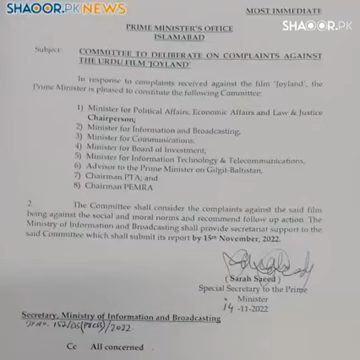 SHAOOR.PK NEWS
MOST IMMEDIATE
SHAOOR.PK
PRIME MINISTER'S OFFICE
ISLAMABAD
Subject: COMMITTEE TO DELIBERATE ON COMPLAINTS AGAINST
THE URDU FILM 'JOYLAND'
In response to complaints received against the film 'Joyland', the
Prime Minister is pleased to constitute the following Committee:
1) Minister for Political Affairs, Economic Affairs and Law & Justice
Chairperson;
2) Minister for Information and Broadcasting,
3) Minister for Communications;
4) Minister for Board of Investment;
5) Minister for Information Technology & Telecommunications.
6) Advisor to the Prime Minister on Gilgit-Baltistan,
7) Chairman PTA; and
8) Chairman PEMRA
2. The Committee shall consider the complaints against the said film
being against the social and moral norms and recommend follow up action. The
Ministry of Information and Broadcasting shall provide secretariat support to
the said Committee which shall submit its report by 15th November, 2022.
(Sarah Saeed)
Special Secretary to the Prime
Minister
14 -11-2022
Secretary, Ministry of Information and Broadcasting
/2022
Cc All concerned